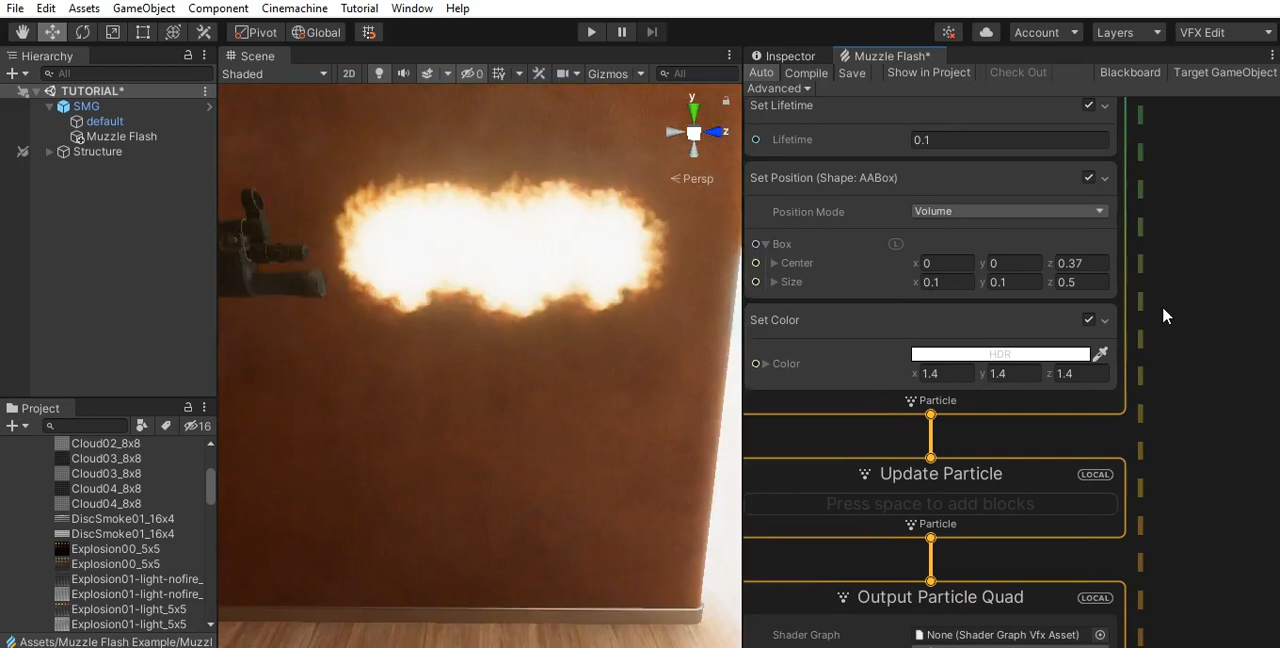 File Edit Assets GameObject Component Cinemachine Tutorial Window Help
Pivot Global Account Layers VFX Edit
Hierarchy Scene Inspector Muzzle Flash*
All Shaded 2D 0 Gizmos All Auto Compile Save Show in Project Check Out Blackboard Target GameObject
Advanced
TUTORIAL*
SMG
default
Muzzle Flash
Structure
y
z
Persp
Set Lifetime
Lifetime 0.1
Set Position (Shape: AABox)
Position Mode Volume
Box L
Center x 0 y 0 z 0.37
Size x 0.1 y 0.1 z 0.5
Set Color
HDR
Color
x 1.4 y 1.4 z 1.4
Particle
Update Particle LOCAL
Press space to add blocks
Particle
Output Particle Quad LOCAL
Shader Graph None (Shader Graph Vfx Asset)
Project
16
Cloud02_8x8
Cloud03_8x8
Cloud03_8x8
Cloud04_8x8
Cloud04_8x8
DiscSmoke01_16x4
DiscSmoke01_16x4
Explosion00_5x5
Explosion00_5x5
Explosion01-light-nofire_
Explosion01-light-nofire_
Explosion01-light_5x5
Explosion01-light_5x5
Assets/Muzzle Flash Example/Muzzl